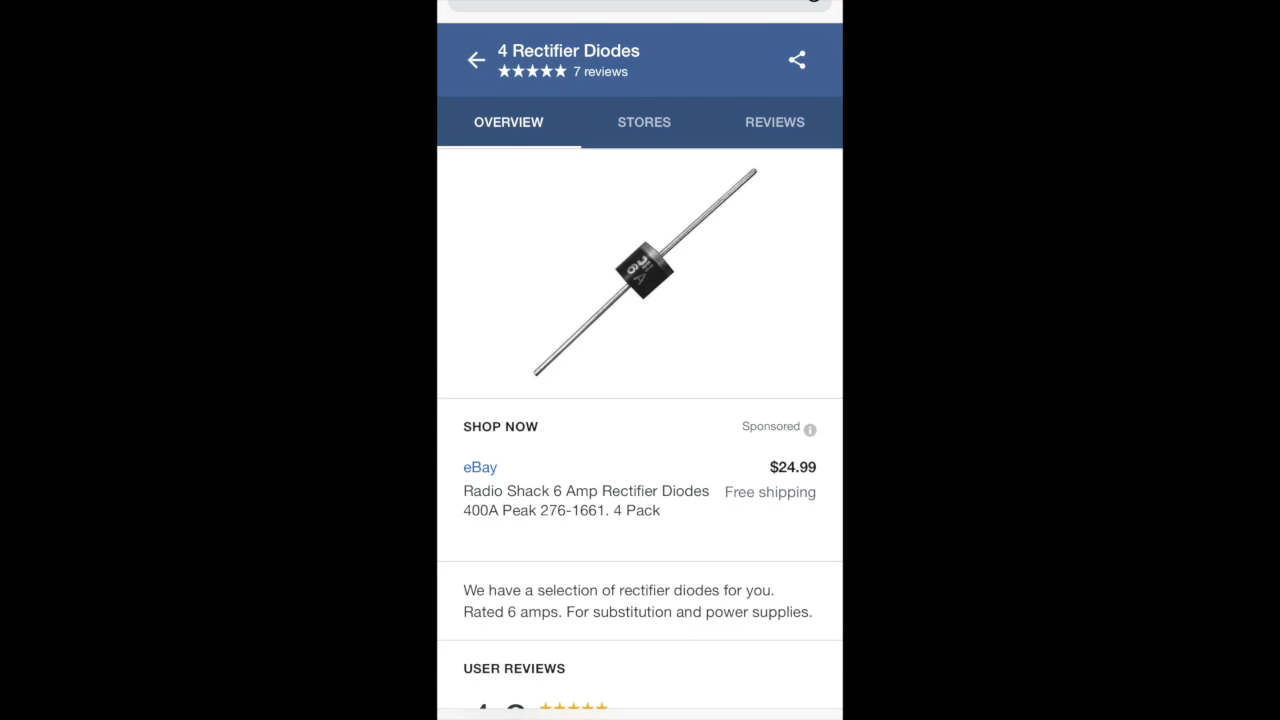 4 Rectifier Diodes
7 reviews
OVERVIEW STORES REVIEWS
SHOP NOW Sponsored
eBay $24.99
Radio Shack 6 Amp Rectifier Diodes Free shipping
400A Peak 276-1661. 4 Pack
We have a selection of rectifier diodes for you.
Rated 6 amps. For substitution and power supplies.
USER REVIEWS